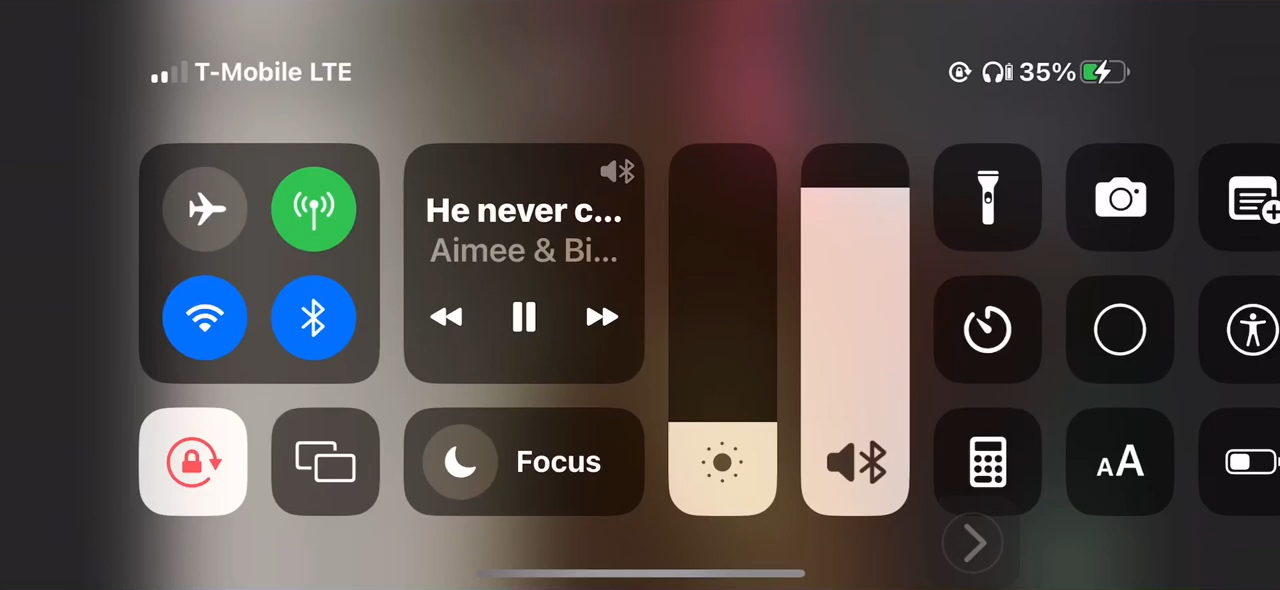 T-Mobile LTE
35%
He never c...
Aimee & Bi...
Focus
AA